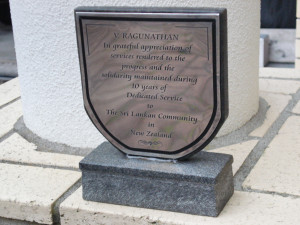 V. RAGUNATHAN
In grateful appreciation of
services rendered to the
progress and the
solidarity maintained during
10 years of
Dedicated Service
to
The Sri Lankan Community
in
New Zealand